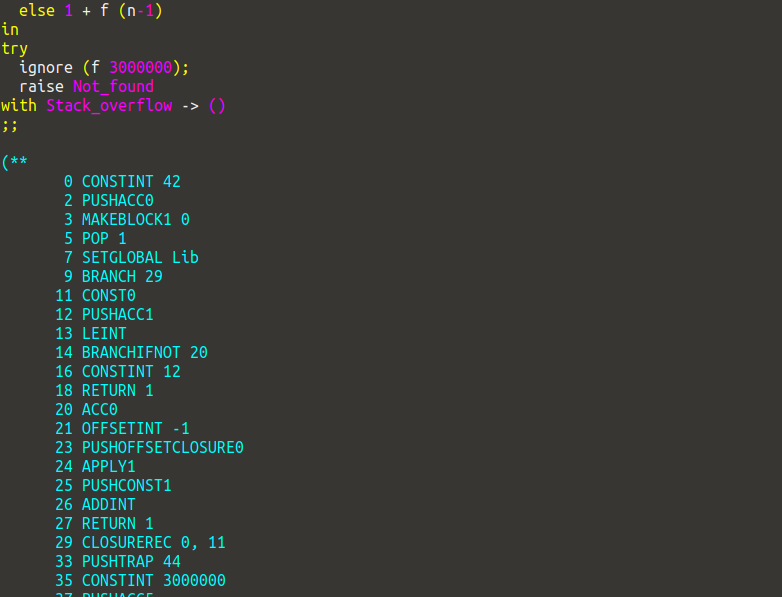 else 1 + f (n-1)
in
try
ignore (f 3000000);
raise Not_found
with Stack_overflow -> ()
;;
(**
0 CONSTINT 42
2 PUSHACC0
3 MAKEBLOCK1 0
5 POP 1
7 SETGLOBAL Lib
9 BRANCH 29
11 CONST0
12 PUSHACC1
13 LEINT
14 BRANCHIFNOT 20
16 CONSTINT 12
18 RETURN 1
20 ACC0
21 OFFSETINT -1
23 PUSHOFFSETCLOSURE0
24 APPLY1
25 PUSHCONST1
26 ADDINT
27 RETURN 1
29 CLOSUREREC 0, 11
33 PUSHTRAP 44
35 CONSTINT 3000000